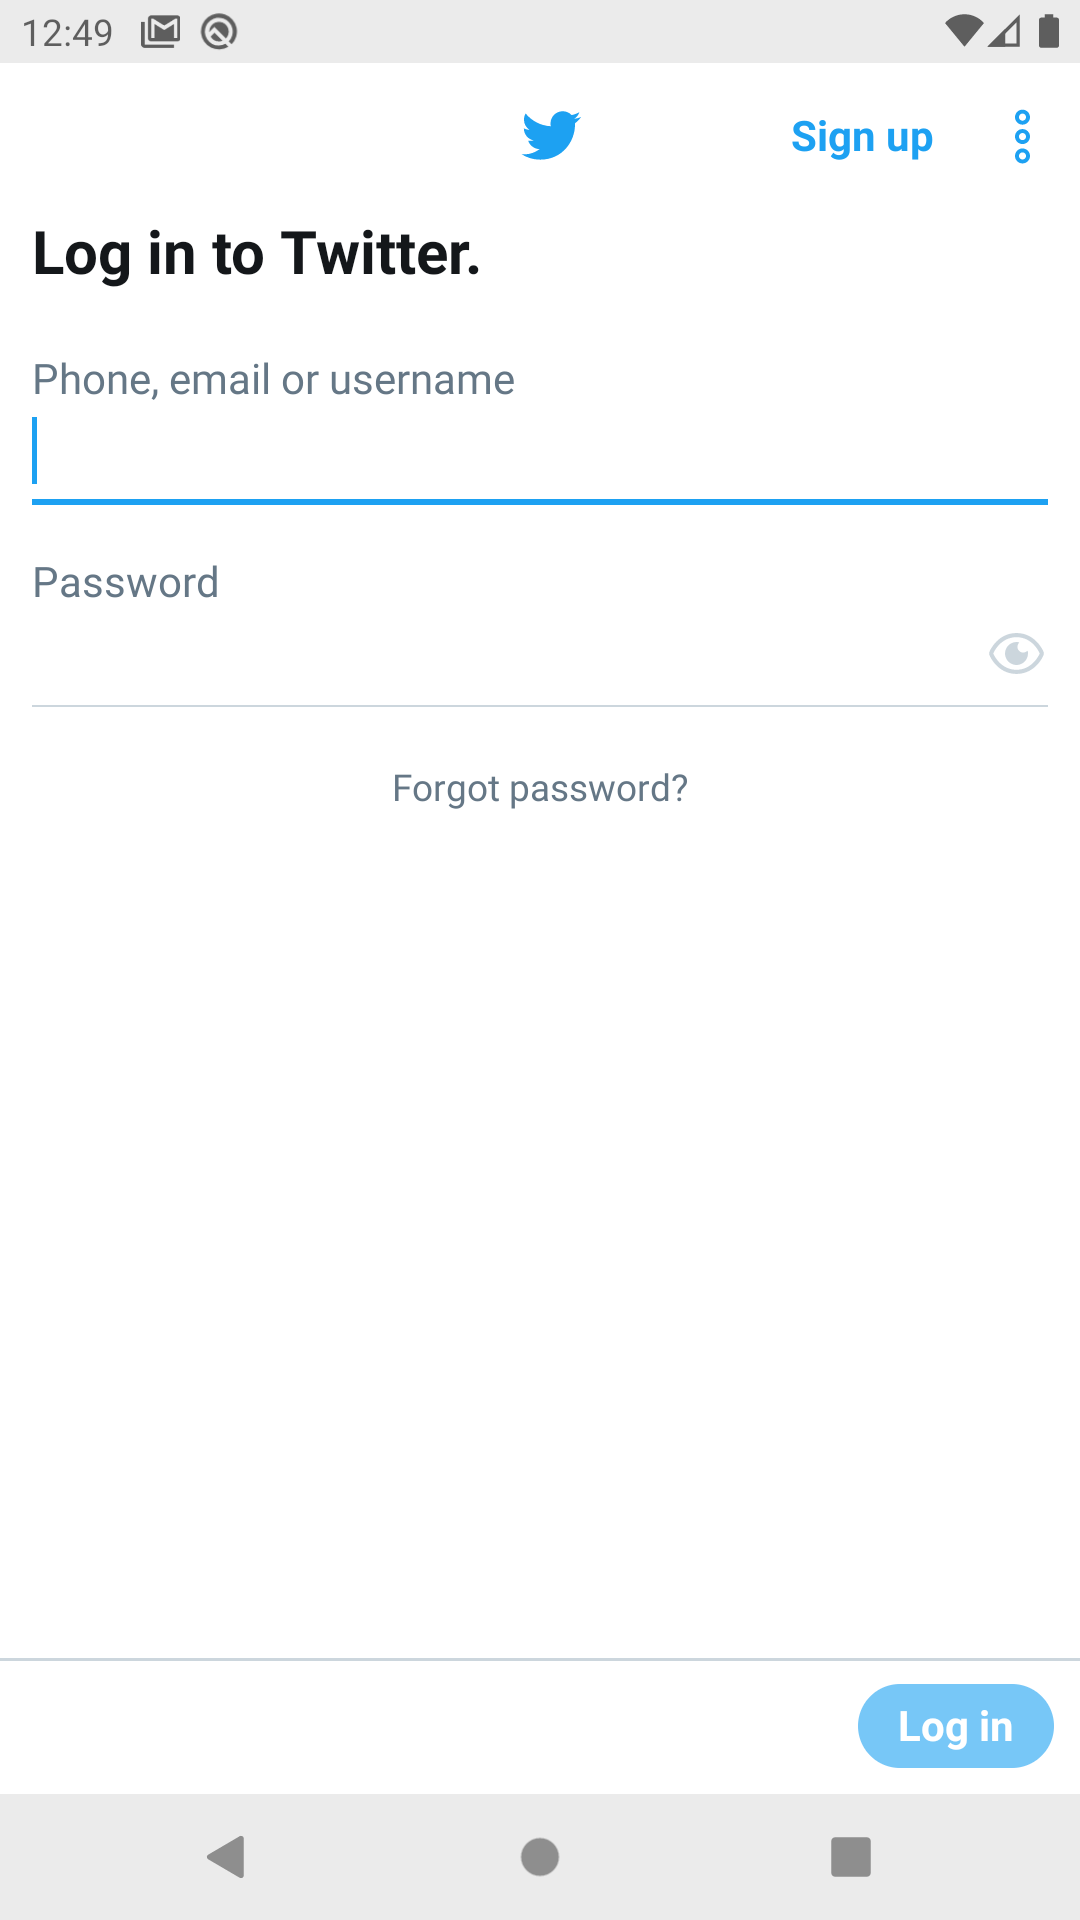 12:49
Sign up
Log in to Twitter.
Phone, email or username
Password
Forgot password?
Log in